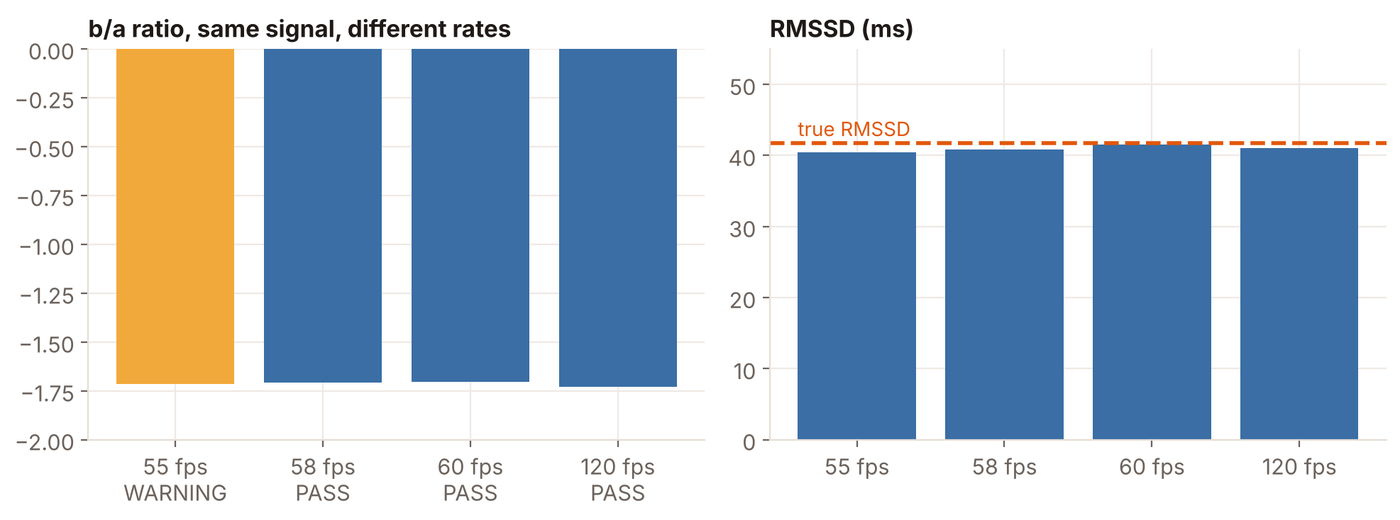 b/a ratio, same signal, different rates
0.00
−0.25
−0.50
−0.75
−1.00
−1.25
−1.50
−1.75
−2.00
55 fps
WARNING
58 fps
PASS
60 fps
PASS
120 fps
PASS
RMSSD (ms)
50
40
30
20
10
0
true RMSSD
55 fps
58 fps
60 fps
120 fps